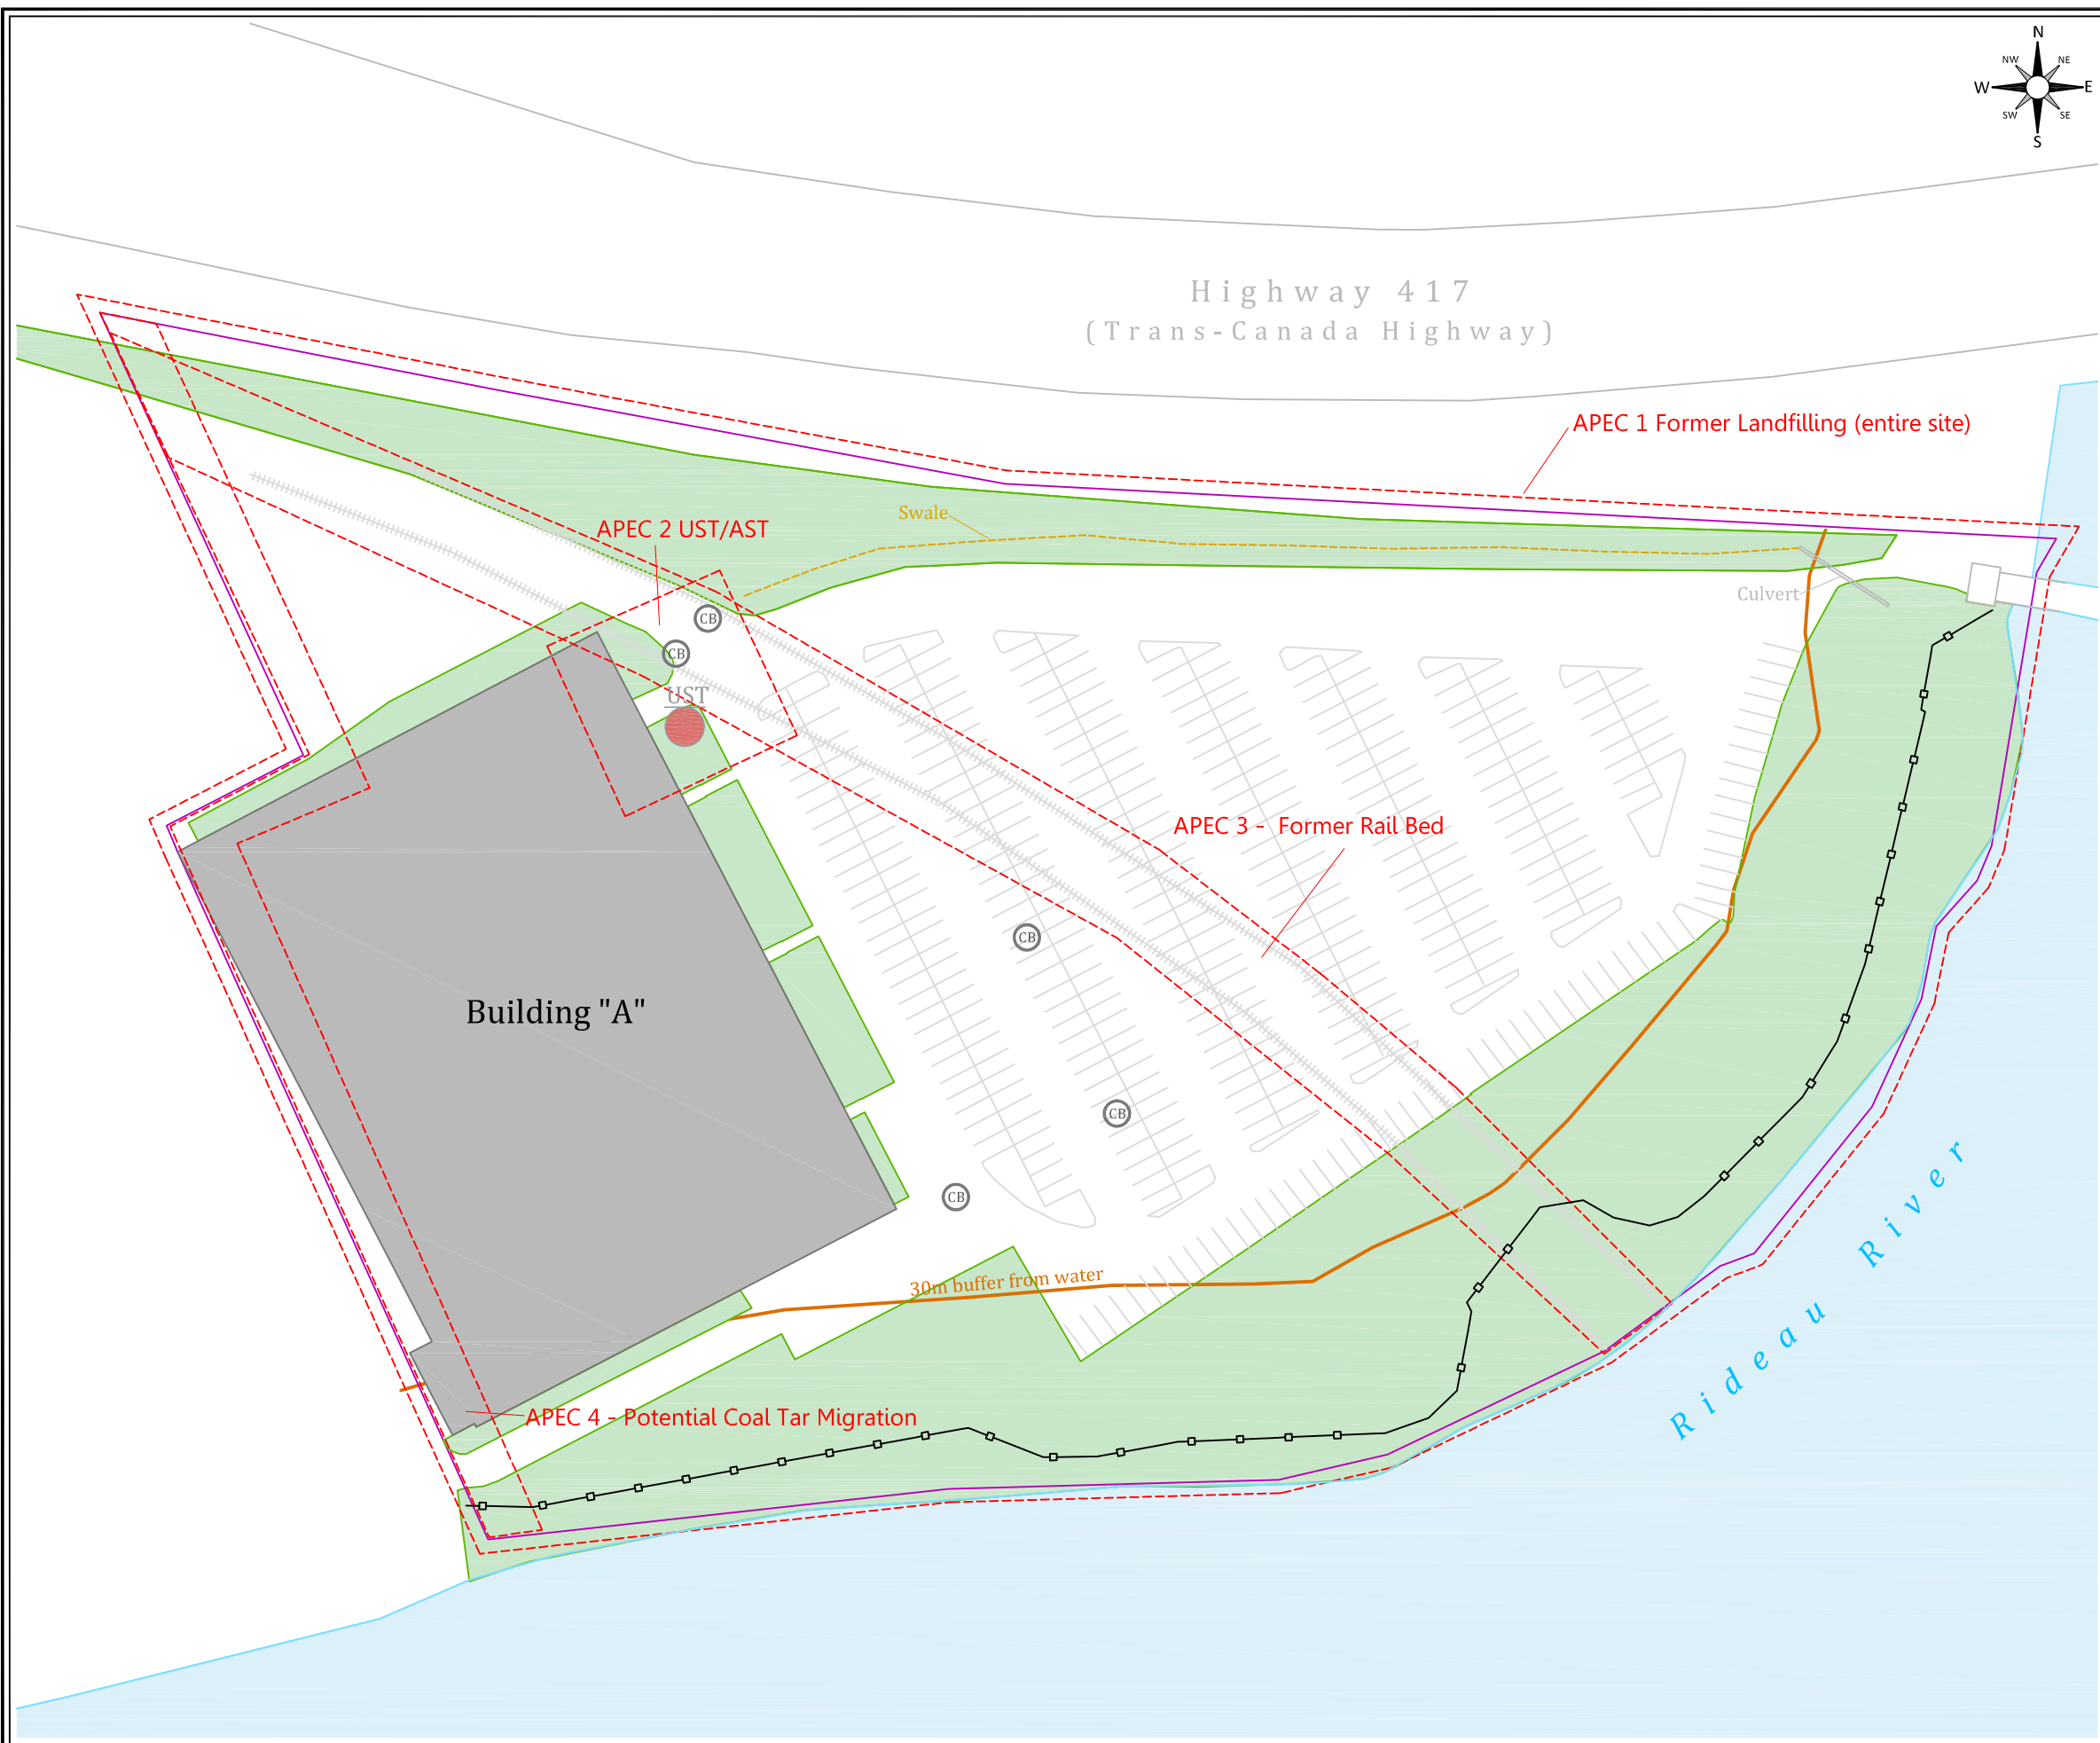 N
NW
NE
W
E
SW
SE
S
Highway 417
(Trans-Canada Highway)
APEC 1 Former Landfilling (entire site)
Swale
APEC 2 UST/AST
Culvert
CB
CB
UST
APEC 3 - Former Rail Bed
CB
Building "A"
CB
CB
Rideau River
30m buffer from water
APEC 4 - Potential Coal Tar Migration